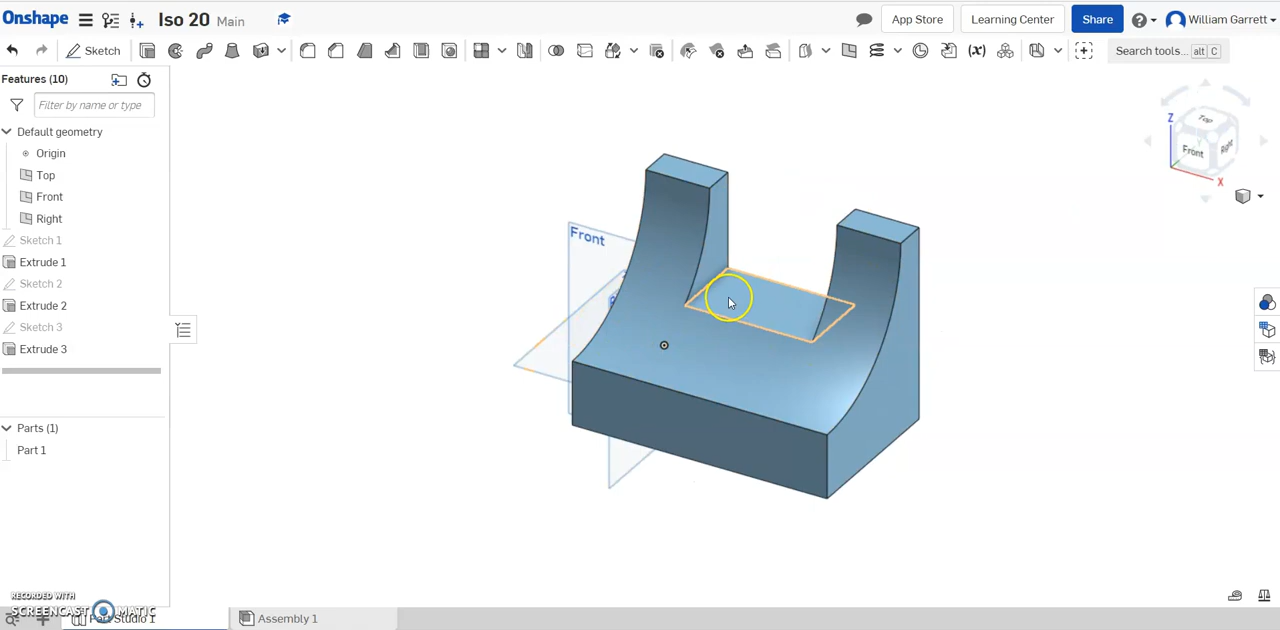 Onshape Iso 20 Main App Store Learning Center Share William Garrett
Sketch (x) Search tools... alt C
Features (10)
Filter by name or type
Default geometry
Origin
Top
Front
Right
Sketch 1
Extrude 1
Sketch 2
Extrude 2
Sketch 3
Extrude 3
Parts (1)
Part 1
Front
Z
Top
Front
Right
X
RECORDED WITH
SCREENCAST MATIC
Part Studio 1 Assembly 1